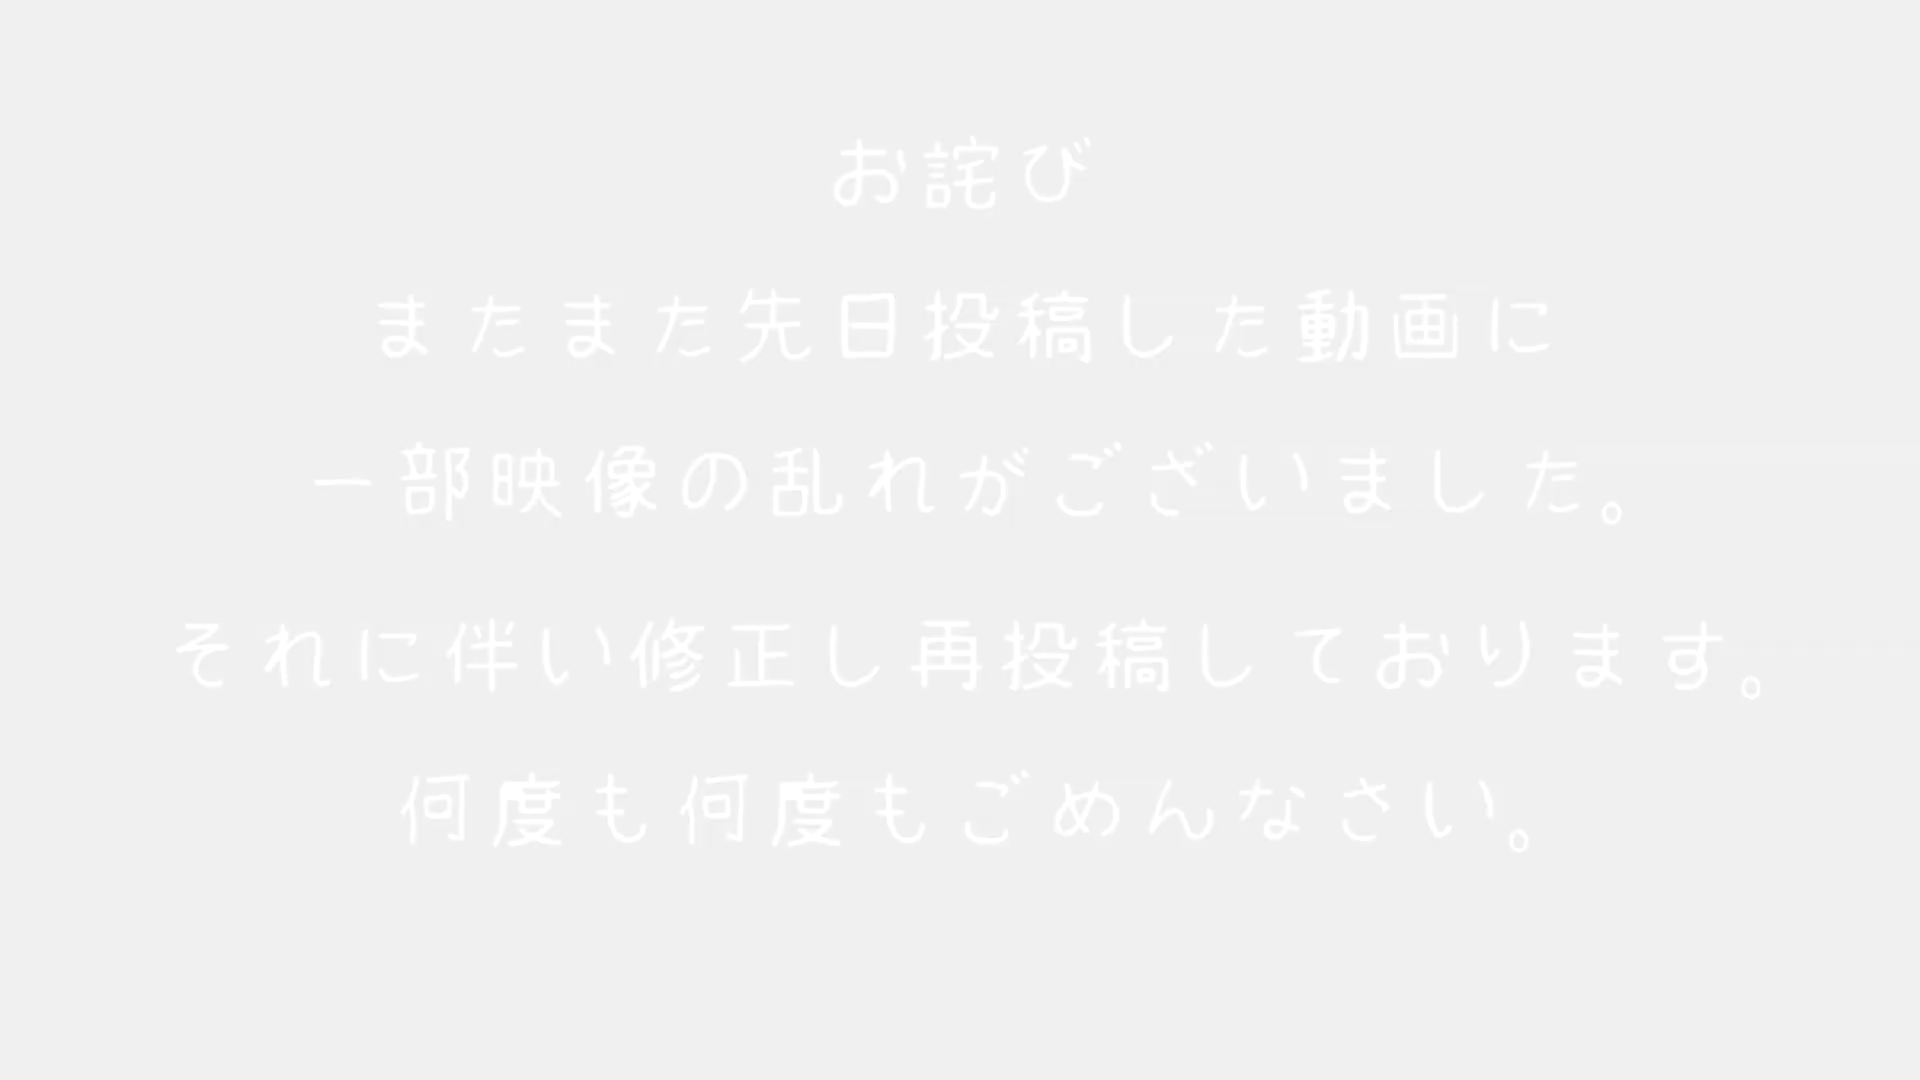 お詫び
またまた先日投稿した動画に
一部映像の乱れがございました。
それに伴い修正し再投稿しております。
何度も何度もごめんなさい。